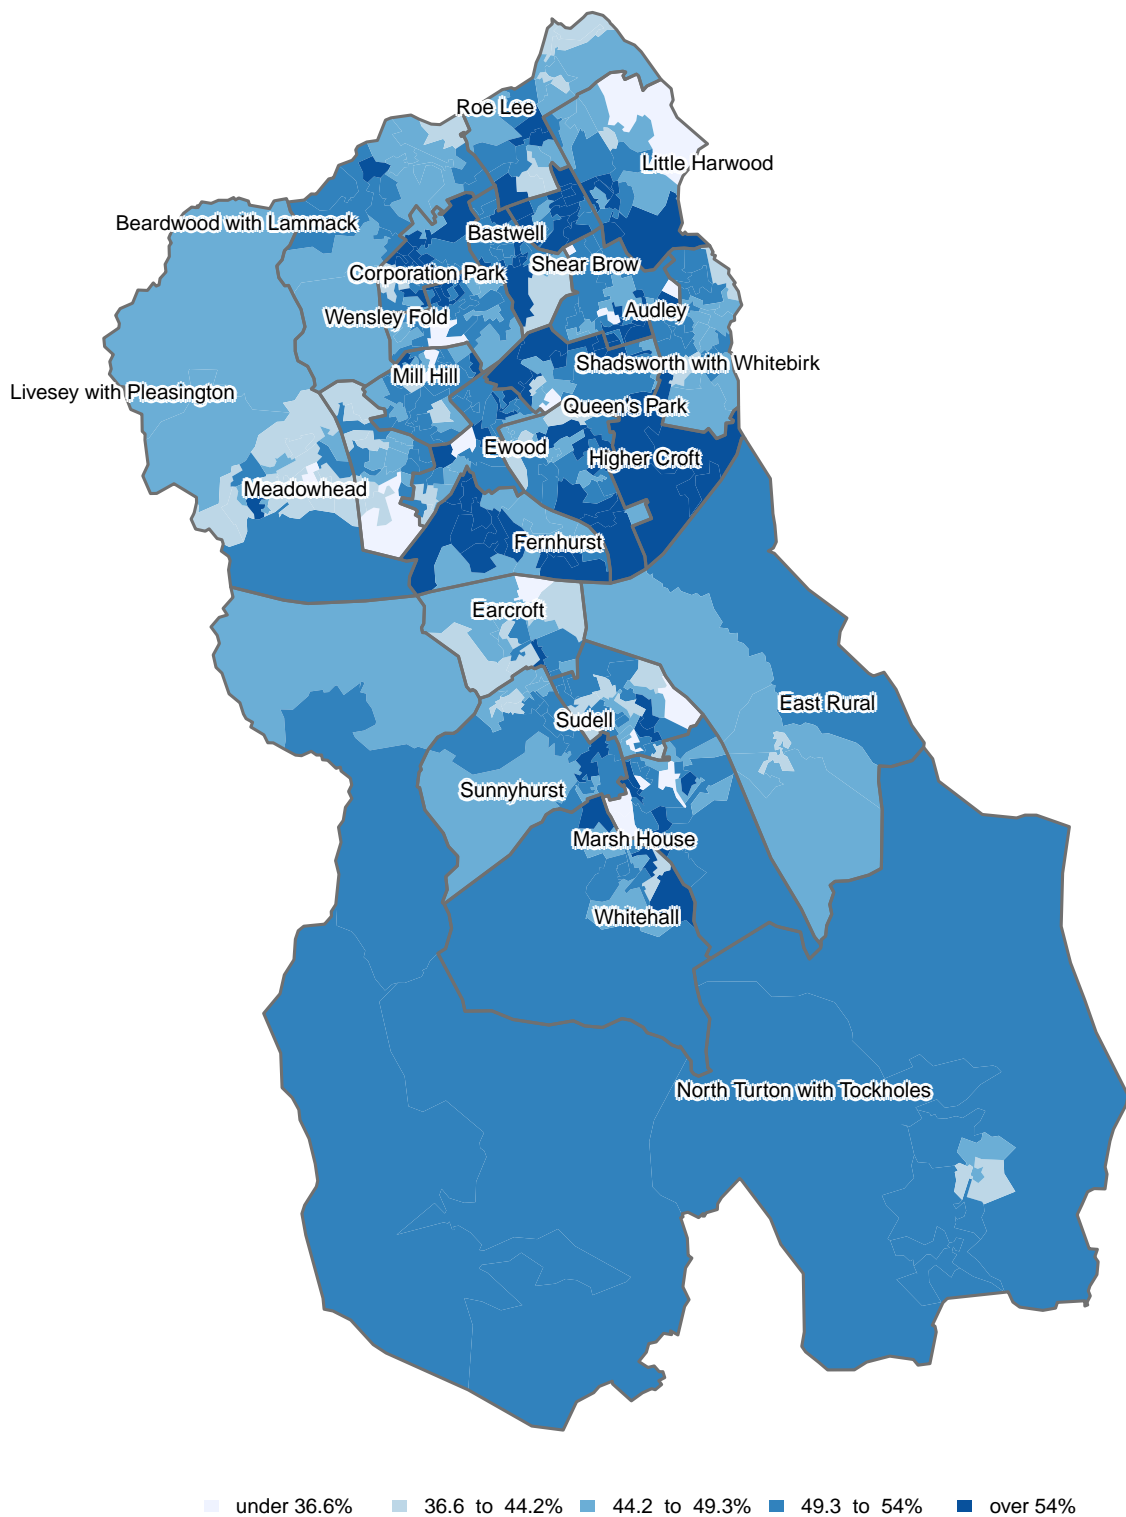 Roe Lee
Little Harwood
Beardwood with Lammack
Bastwell
Shear Brow
Corporation Park
Audley
Wensley Fold
Shadsworth with Whitebirk
Mill Hill
Livesey with Pleasington
Queen's Park
Ewood
Higher Croft
Meadowhead
Fernhurst
Earcroft
East Rural
Sudell
Sunnyhurst
Marsh House
Whitehall
North Turton with Tockholes
under 36.6% 36.6 to 44.2% 44.2 to 49.3% 49.3 to 54% over 54%